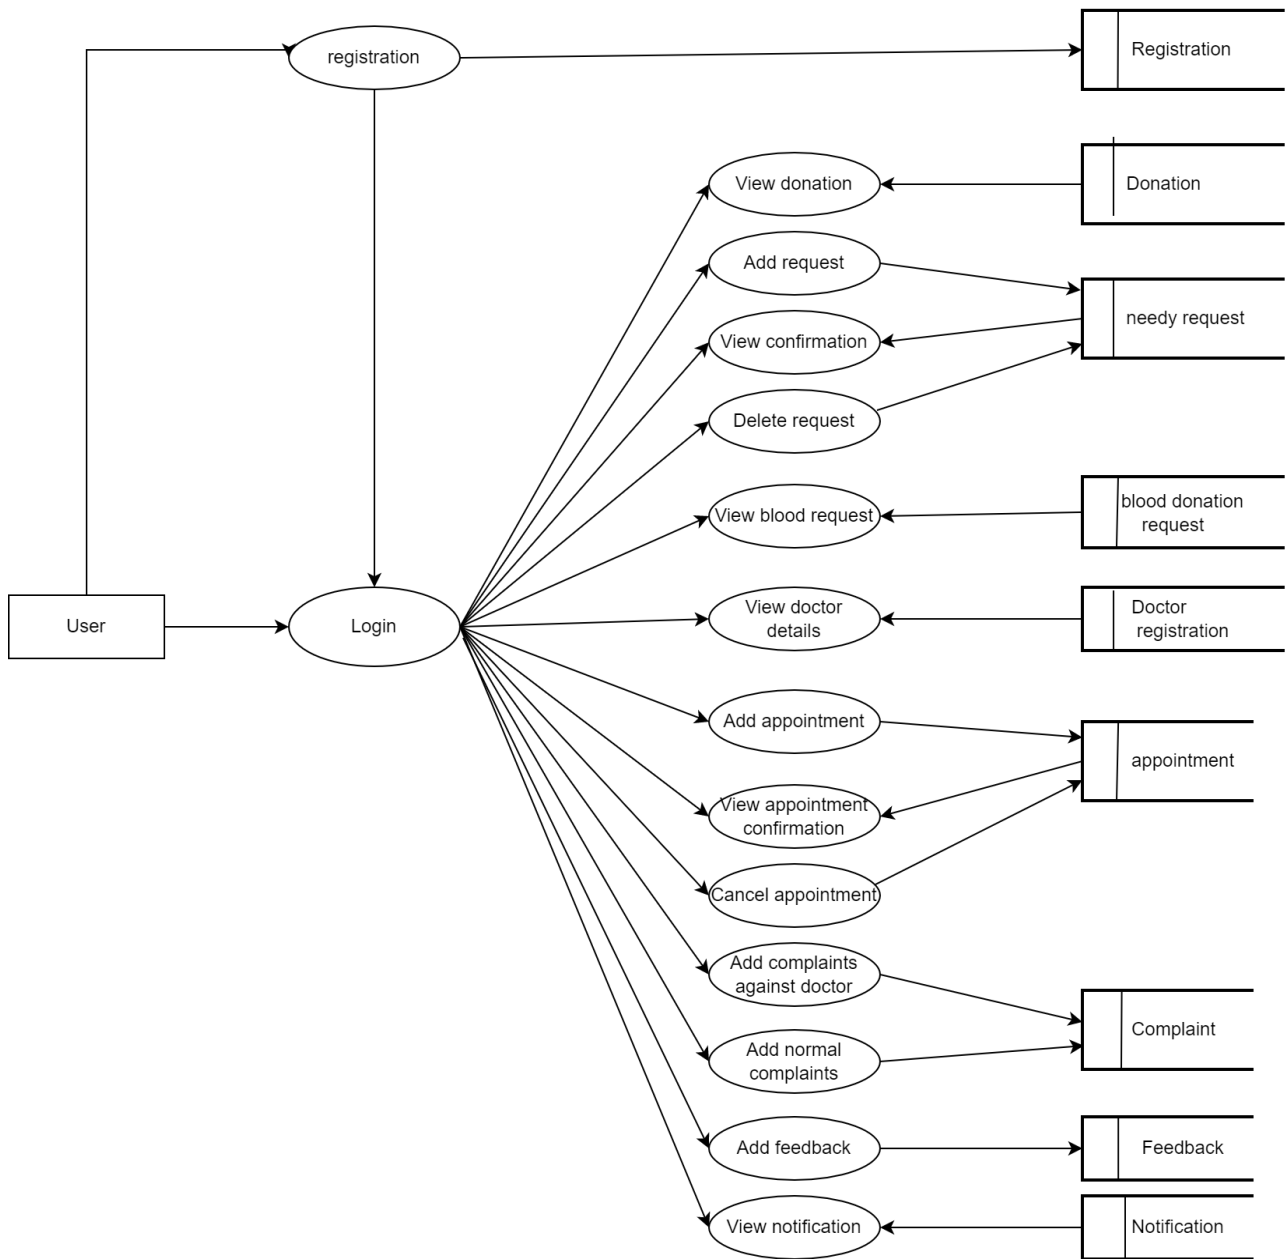 registration
Registration
View donation
Donation
Add request
needy request
View confirmation
Delete request
View blood request
blood donation
request
User
Login
View doctor
details
Doctor
registration
Add appointment
appointment
View appointment
confirmation
Cancel appointment
Add complaints
against doctor
Complaint
Add normal
complaints
Add feedback
Feedback
View notification
Notification